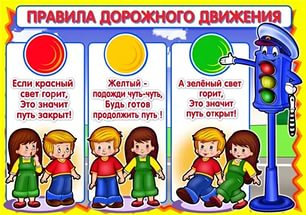 ПРАВИЛА ДОРОЖНОГО ДВИЖЕНИЯ
Если красный
свет горит,
Это значит
путь закрыт!
Желтый -
подожди чуть-чуть,
Будь готов
продолжить путь !
А зелёный свет
горит,
Это значит
путь открыт!